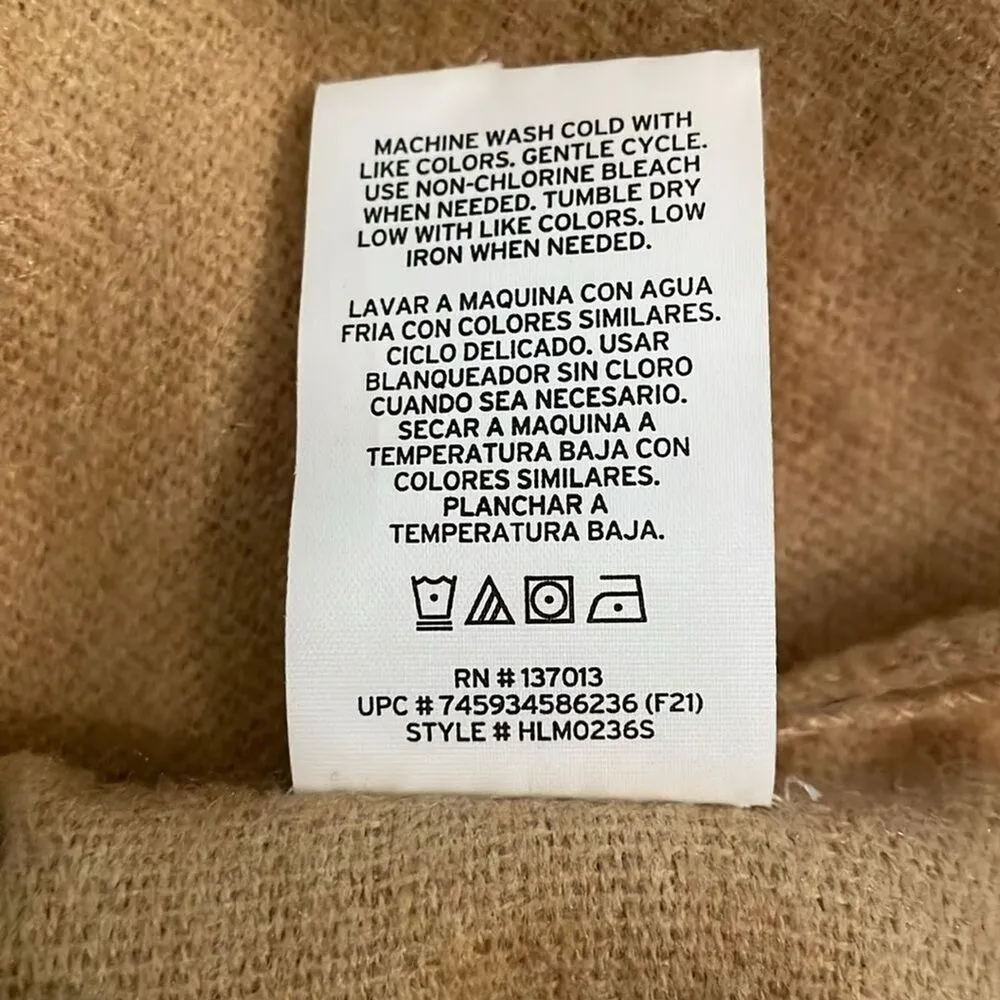 MACHINE WASH COLD WITH
LIKE COLORS. GENTLE CYCLE.
USE NON-CHLORINE BLEACH
WHEN NEEDED. TUMBLE DRY
LOW WITH LIKE COLORS. LOW
IRON WHEN NEEDED.
LAVAR A MAQUINA CON AGUA
FRIA CON COLORES SIMILARES.
CICLO DELICADO. USAR
BLANQUEADOR SIN CLORO
CUANDO SEA NECESARIO.
SECAR A MAQUINA A
TEMPERATURA BAJA CON
COLORES SIMILARES.
PLANCHAR A
TEMPERATURA BAJA.
RN # 137013
UPC # 745934586236 (F21)
STYLE # HLM0236S